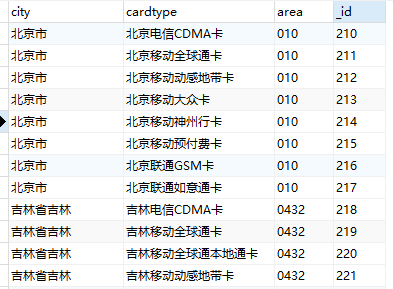 city cardtype area _id
北京市 北京电信CDMA卡 010 210
北京市 北京移动全球通卡 010 211
北京市 北京移动动感地带卡 010 212
北京市 北京移动大众卡 010 213
北京市 北京移动神州行卡 010 214
北京市 北京移动预付费卡 010 215
北京市 北京联通GSM卡 010 216
北京市 北京联通如意通卡 010 217
吉林省吉林 吉林电信CDMA卡 0432 218
吉林省吉林 吉林移动全球通卡 0432 219
吉林省吉林 吉林移动全球通本地通卡 0432 220
吉林省吉林 吉林移动动感地带卡 0432 221